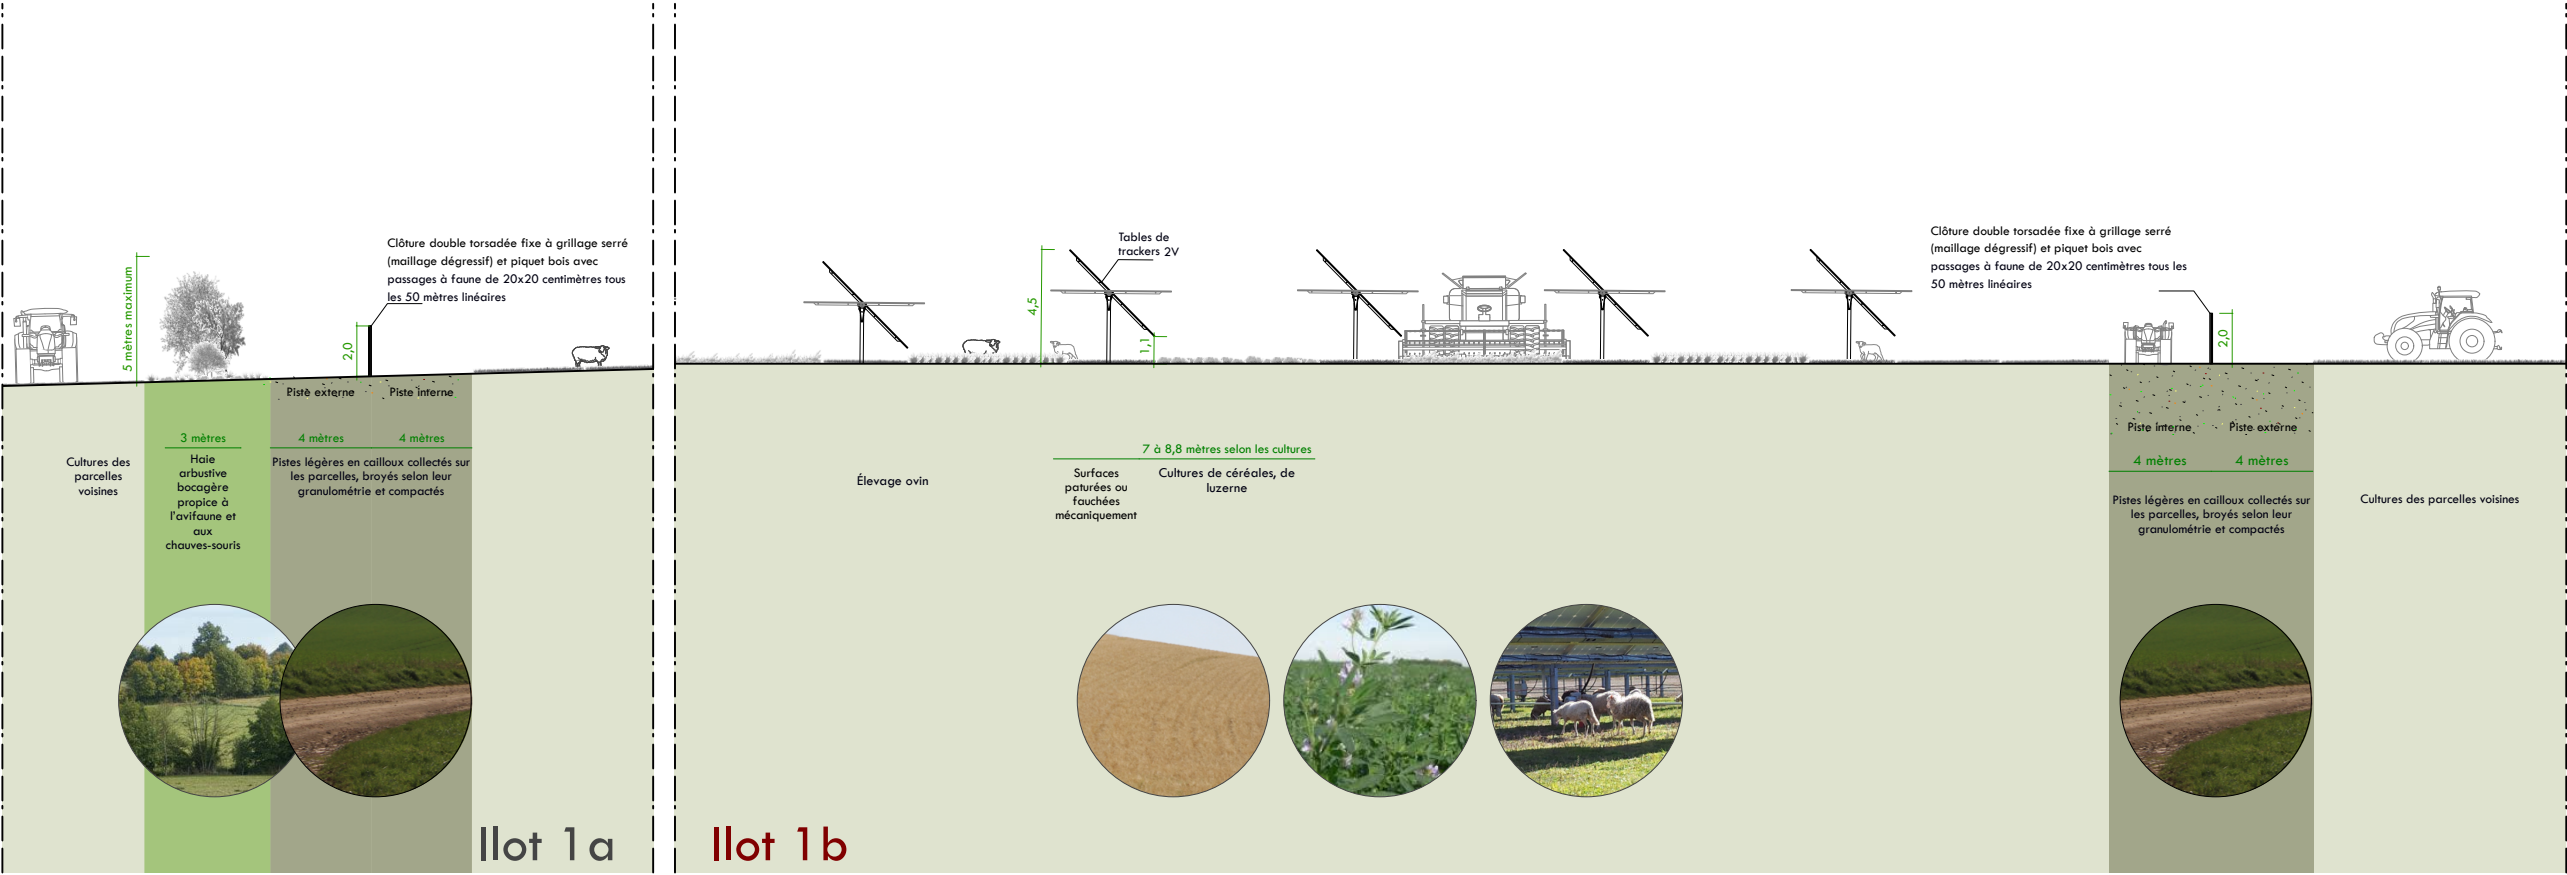 5 mètres maximum
Clôture double torsadée fixe à grillage serré
(maillage dégressif) et piquet bois avec
passages à faune de 20x20 centimètres tous
les 50 mètres linéaires
2,0
Piste externe
Piste interne
3 mètres
4 mètres
4 mètres
Cultures des
parcelles
voisines
Haie
arbustive
bocagère
propice à
l'avifaune et
aux
chauves-souris
Pistes légères en cailloux collectés sur
les parcelles, broyés selon leur
granulométrie et compactés
Ilot 1a
Tables de
trackers 2V
4,5
1,1
Clôture double torsadée fixe à grillage serré
(maillage dégressif) et piquet bois avec
passages à faune de 20x20 centimètres tous les
50 mètres linéaires
2,0
Élevage ovin
7 à 8,8 mètres selon les cultures
Surfaces
paturées ou
fauchées
mécaniquement
Cultures de céréales, de
luzerne
Piste interne
Piste externe
4 mètres
4 mètres
Pistes légères en cailloux collectés sur
les parcelles, broyés selon leur
granulométrie et compactés
Cultures des parcelles voisines
Ilot 1b